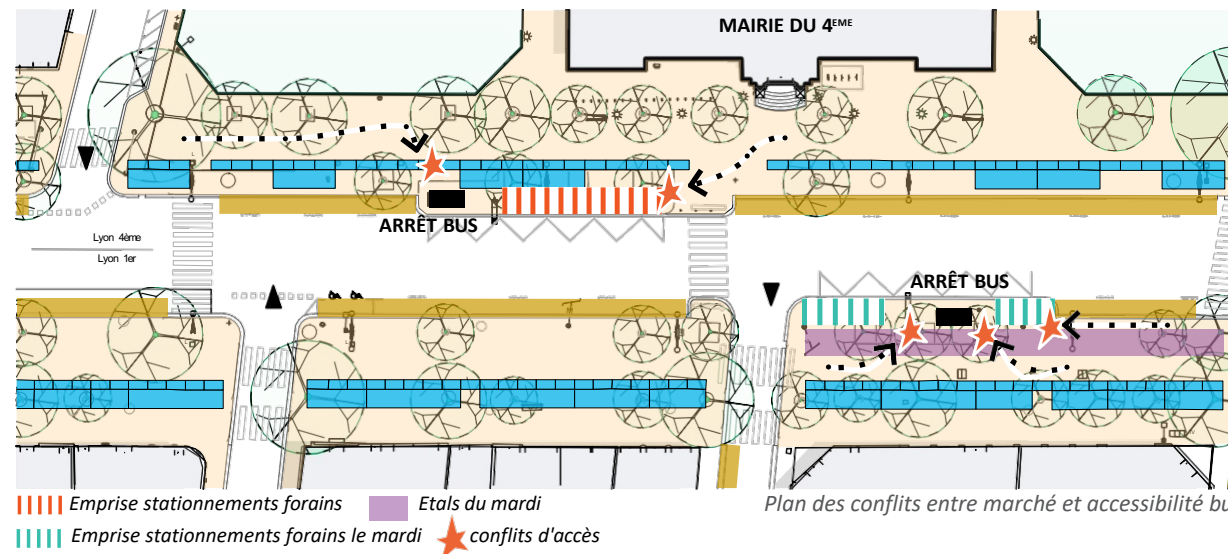 MAIRIE DU 4EME
ARRÊT BUS
Lyon 4ème
Lyon 1er
ARRÊT BUS
Emprise stationnements forains
Etals du mardi
Plan des conflits entre marché et accessibilité bu
Emprise stationnements forains le mardi
conflits d'accès